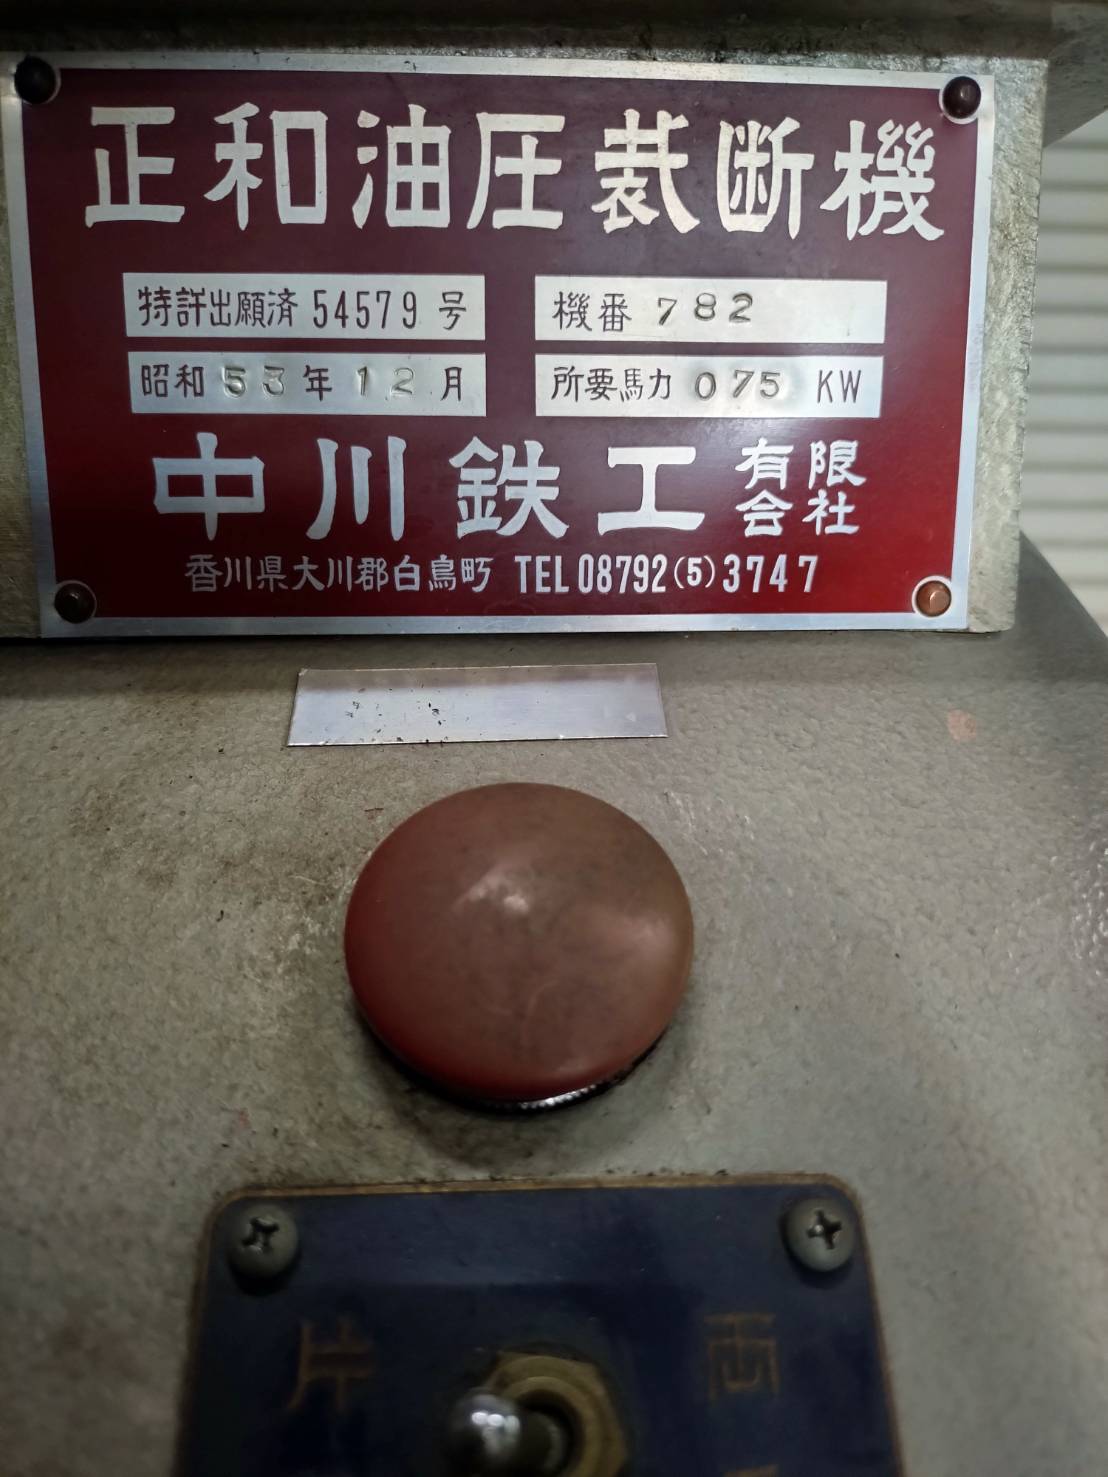 正和油圧裁断機
特許出願済 54579 号
機番 782
昭和 53 年 12 月
所要馬力 075 KW
中川鉄工 有限会社
香川県大川郡白鳥町 TEL 08792(5)3747
片 両